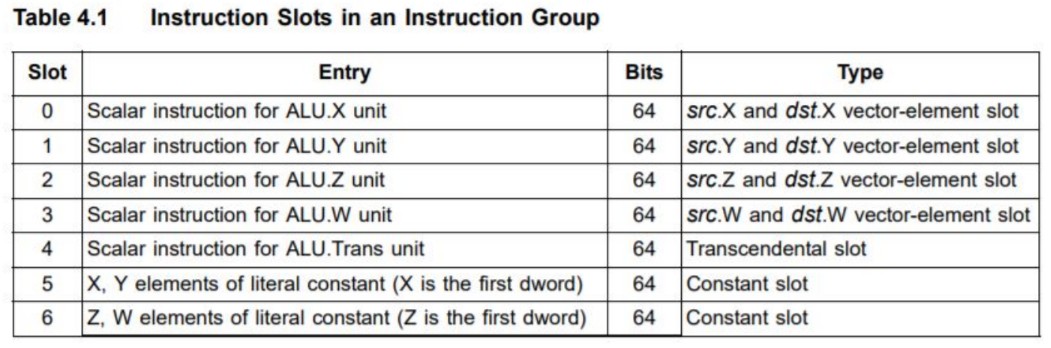 Table 4.1 Instruction Slots in an Instruction Group
Slot Entry Bits Type
0 Scalar instruction for ALU.X unit 64 src.X and dst.X vector-element slot
1 Scalar instruction for ALU.Y unit 64 src.Y and dst.Y vector-element slot
2 Scalar instruction for ALU.Z unit 64 src.Z and dst.Z vector-element slot
3 Scalar instruction for ALU.W unit 64 src.W and dst.W vector-element slot
4 Scalar instruction for ALU.Trans unit 64 Transcendental slot
5 X, Y elements of literal constant (X is the first dword) 64 Constant slot
6 Z, W elements of literal constant (Z is the first dword) 64 Constant slot